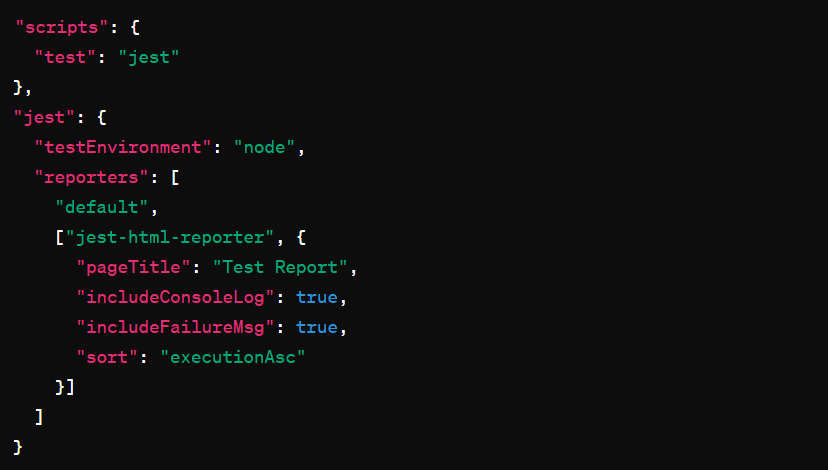 "scripts": {
  "test": "jest"
},
"jest": {
  "testEnvironment": "node",
  "reporters": [
    "default",
    ["jest-html-reporter", {
      "pageTitle": "Test Report",
      "includeConsoleLog": true,
      "includeFailureMsg": true,
      "sort": "executionAsc"
    }]
  ]
}